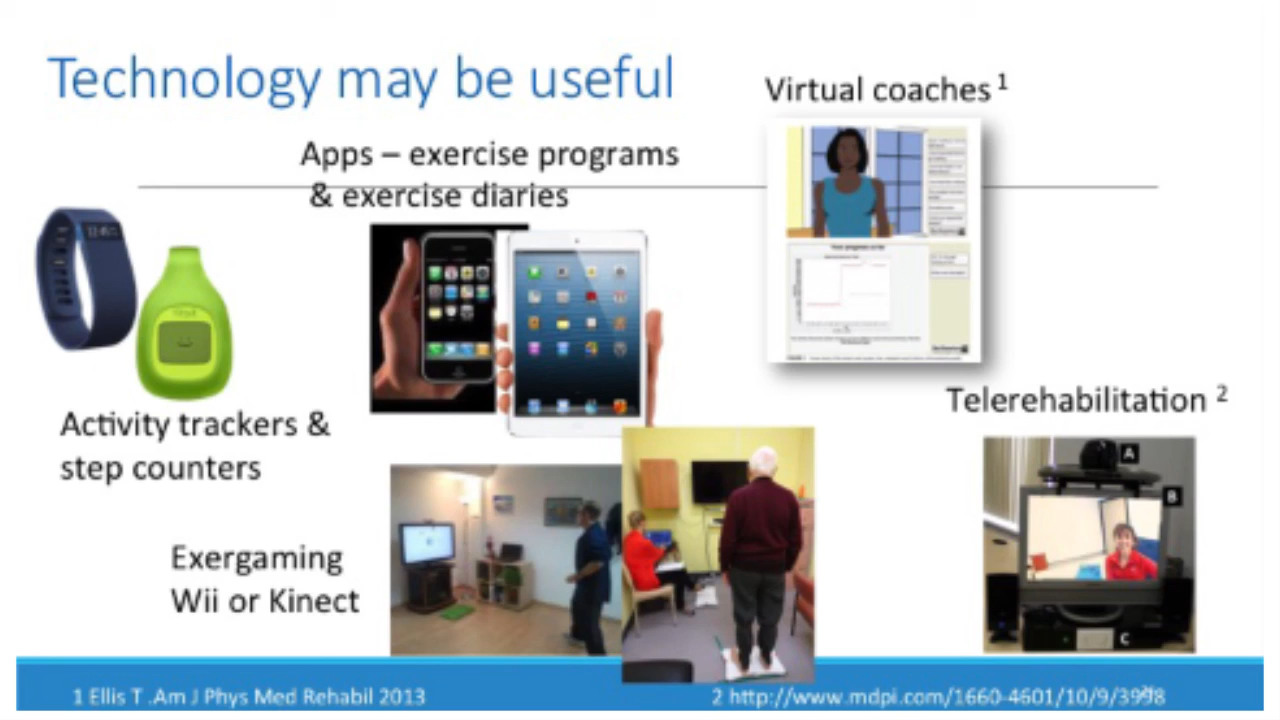 Technology may be useful
Virtual coaches 1
Apps – exercise programs
& exercise diaries
Activity trackers &
step counters
Telerehabilitation 2
A
B
C
Exergaming
Wii or Kinect
1 Ellis T .Am J Phys Med Rehabil 2013
2 http://www.mdpi.com/1660-4601/10/9/3998